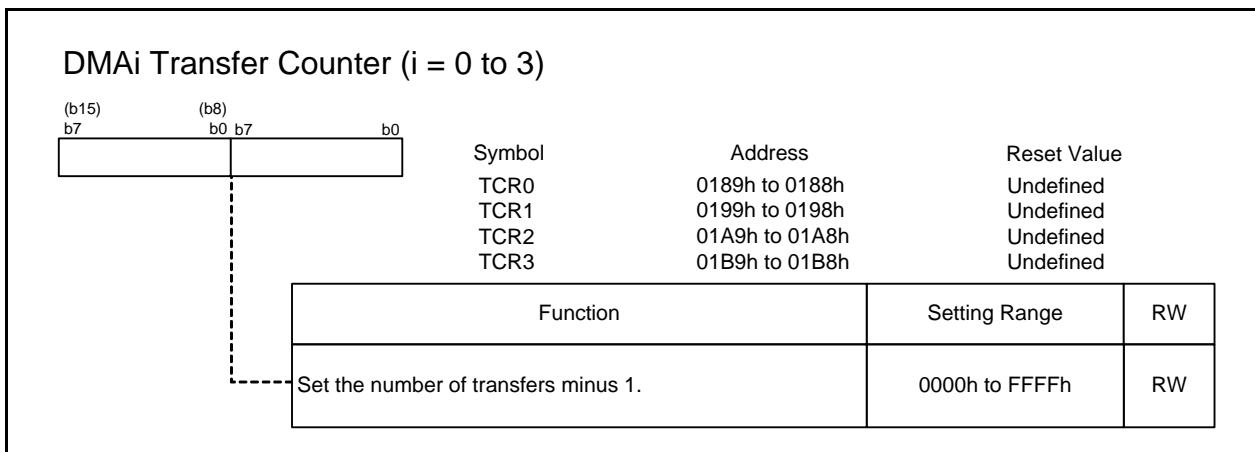 DMAi Transfer Counter (i = 0 to 3)
(b15) (b8)
b7 b0 b7 b0
Symbol Address Reset Value
TCR0 0189h to 0188h Undefined
TCR1 0199h to 0198h Undefined
TCR2 01A9h to 01A8h Undefined
TCR3 01B9h to 01B8h Undefined
Function Setting Range RW
Set the number of transfers minus 1. 0000h to FFFFh RW